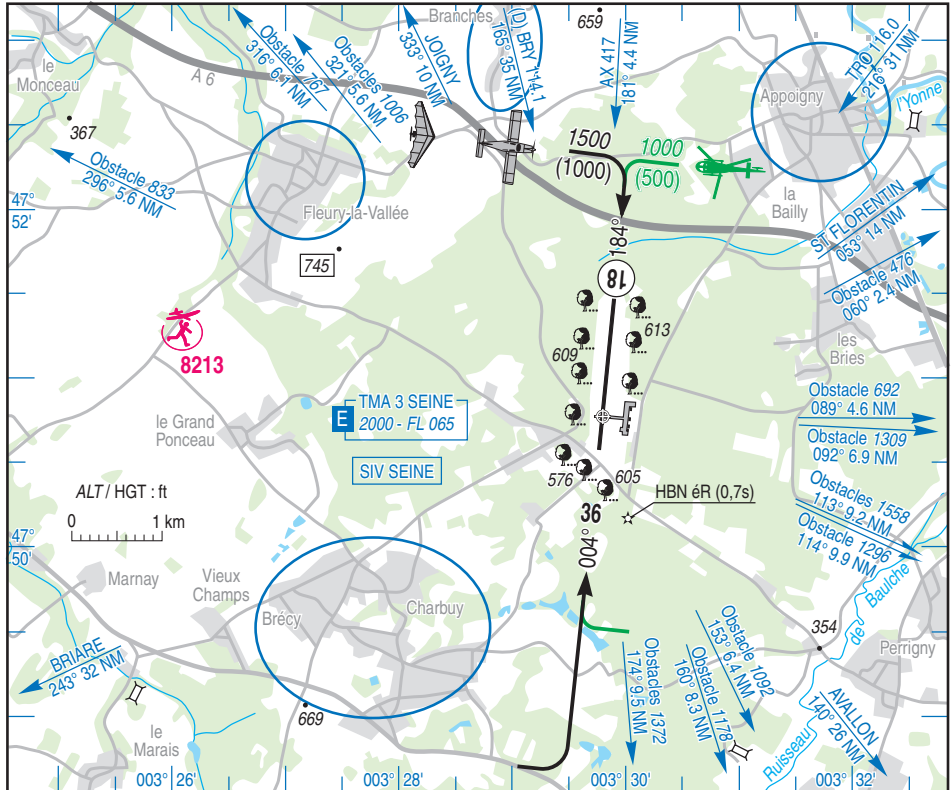 Branches
659
le
Monceau
A 6
Obstacle 767
316° 6.1 NM
Obstacles 1006
321° 5.6 NM
JOIGNY
333° 10 NM
(D) BRY 114.1
165° 35 NM
AX 417
181° 4.4 NM
TRO 116.0
216° 31 NM
Appoigny
l'Yonne
367
Obstacle 833
296° 5.6 NM
1500
(1000)
1000
(500)
47°
52'
Fleury-la-Vallée
745
la
Bailly
ST FLORENTIN
053° 14 NM
Obstacle 476
060° 2.4 NM
184°
18
613
609
8213
les
Bries
TMA 3 SEINE
E
2000 - FL 065
SIV SEINE
le Grand
Ponceau
Obstacle 692
089° 4.6 NM
Obstacle 1309
092° 6.9 NM
576
605
HBN éR (0,7s)
Obstacles 1558
113° 9.2 NM
Obstacle 1296
114° 9.9 NM
ALT / HGT : ft
0
1 km
36
004°
47°
50'
Marnay
Vieux
Champs
Brécy
Charbuy
Baulche
de
Ruisseau
354
Perrigny
BRIARE
243° 32 NM
669
le
Marais
Obstacles 1372
174° 9.5 NM
Obstacle 1092
153° 6.4 NM
Obstacle 1178
160° 8.3 NM
AVALLON
140° 26 NM
003° 26'
003° 28'
003° 30'
003° 32'